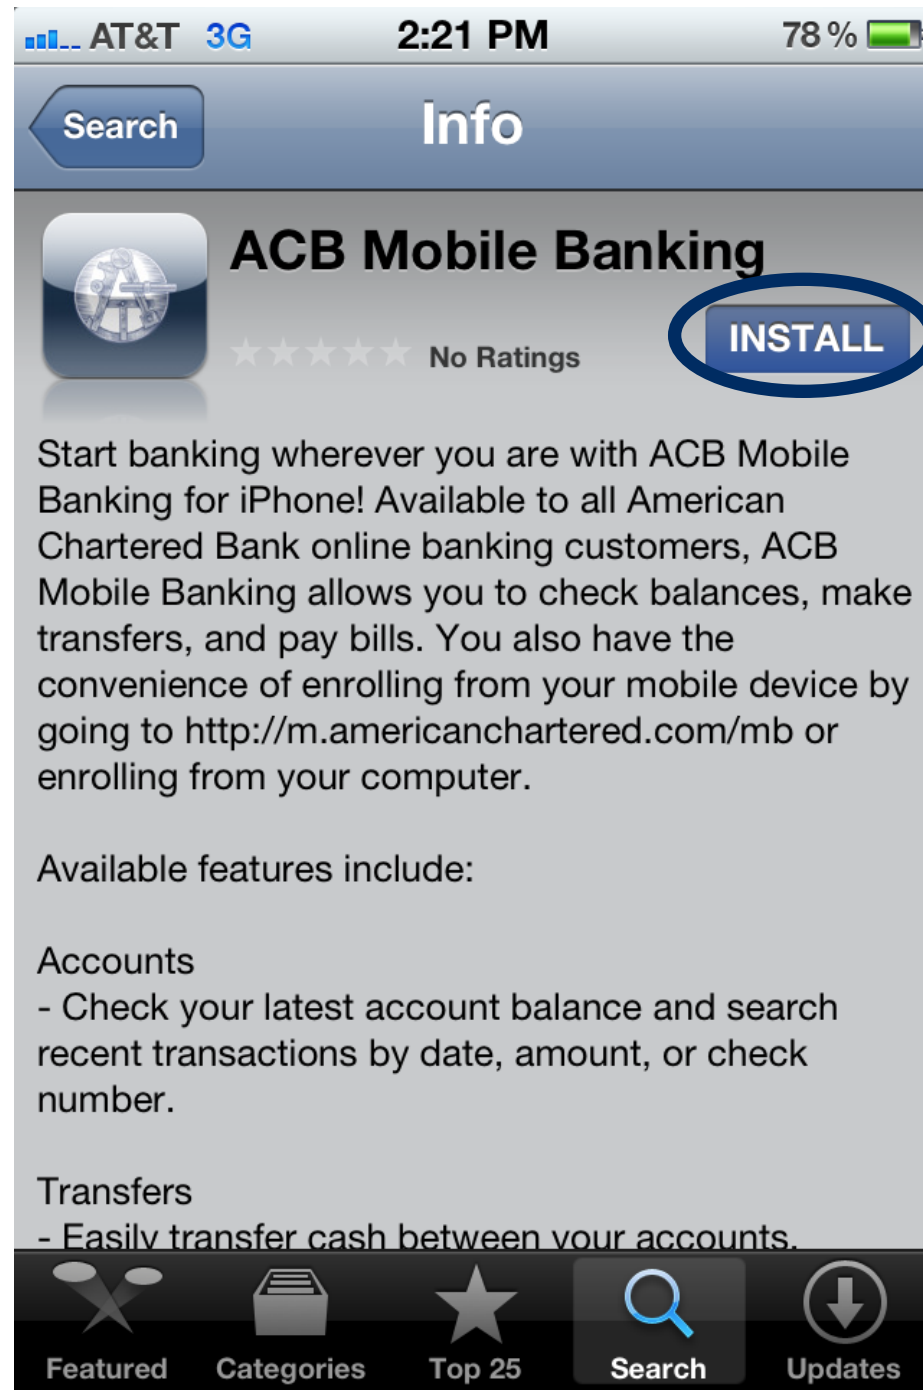 AT&T 3G 2:21 PM 78 %
Search Info
ACB Mobile Banking
No Ratings INSTALL
Start banking wherever you are with ACB Mobile
Banking for iPhone! Available to all American
Chartered Bank online banking customers, ACB
Mobile Banking allows you to check balances, make
transfers, and pay bills. You also have the
convenience of enrolling from your mobile device by
going to http://m.americanchartered.com/mb or
enrolling from your computer.
Available features include:
Accounts
- Check your latest account balance and search
recent transactions by date, amount, or check
number.
Transfers
- Easily transfer cash between your accounts.
Featured Categories Top 25 Search Updates